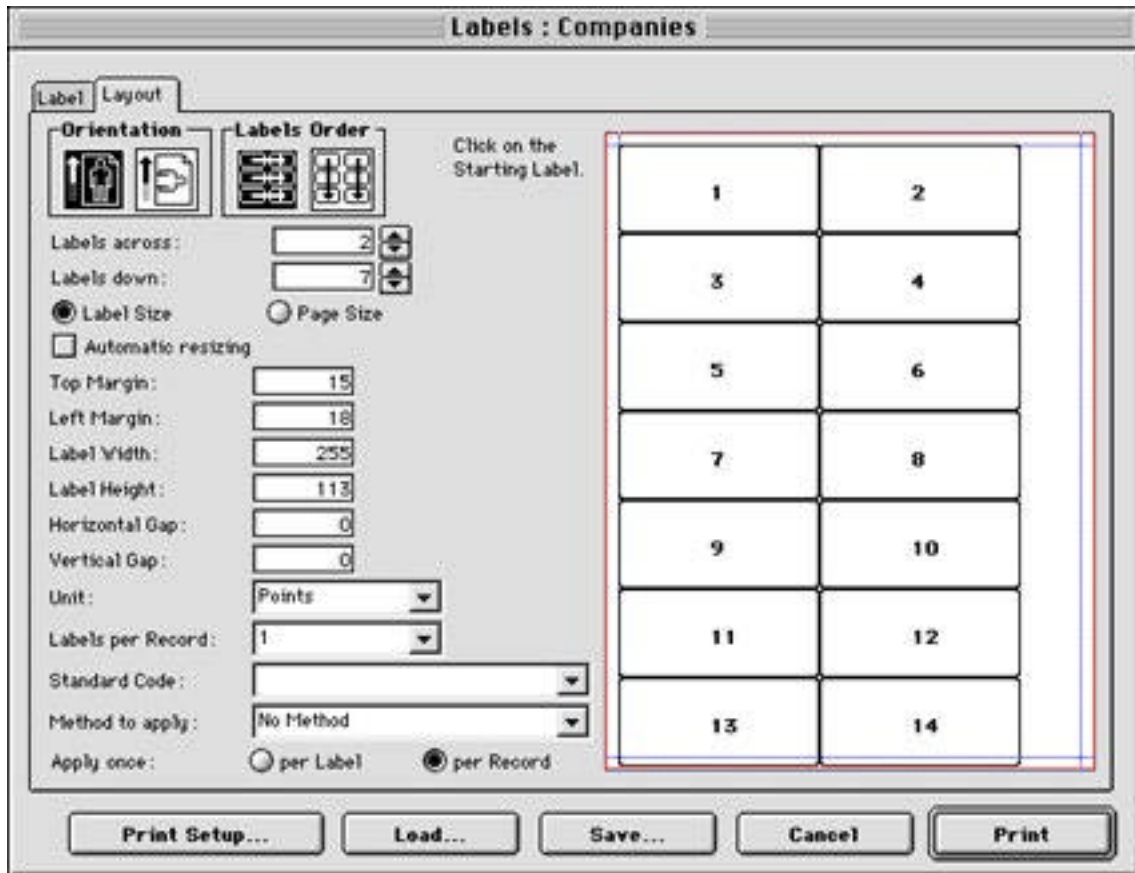 Labels : Companies
Label Layout
Orientation Labels Order
Click on the
Starting Label.
Labels across: 2
Labels down: 7
Label Size Page Size
Automatic resizing
Top Margin: 15
Left Margin: 18
Label Width: 255
Label Height: 113
Horizontal Gap: 0
Vertical Gap: 0
Unit: Points
Labels per Record: 1
Standard Code:
Method to apply: No Method
Apply once: per Label per Record
1 2
3 4
5 6
7 8
9 10
11 12
13 14
Print Setup... Load... Save... Cancel Print